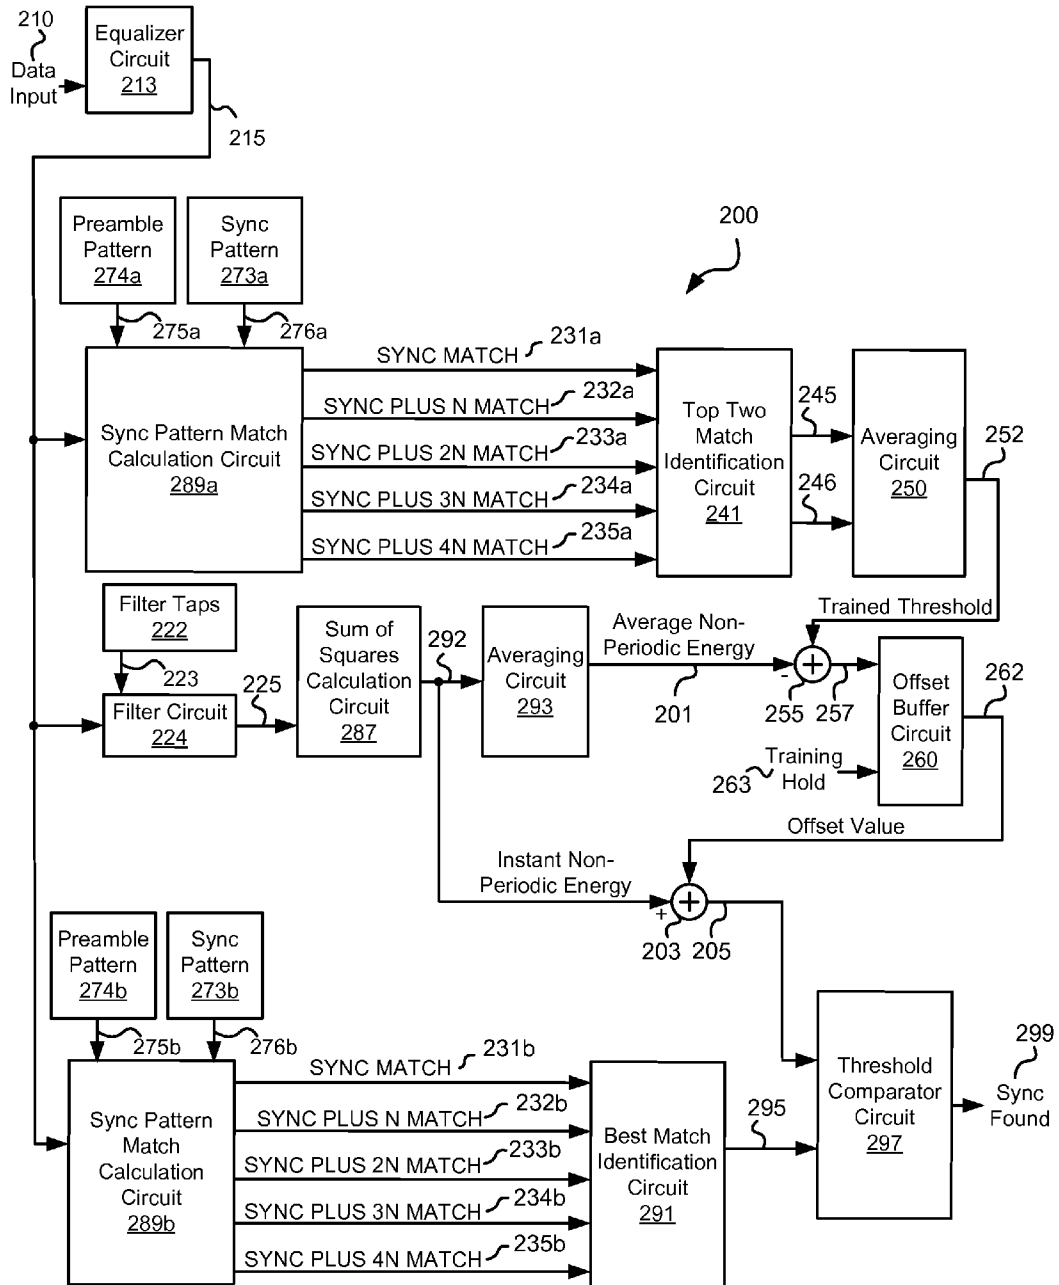 210
Data
Input
Equalizer
Circuit
213
215
Preamble
Pattern
274a
Sync
Pattern
273a
200
275a
276a
Sync Pattern Match
Calculation Circuit
289a
SYNC MATCH
231a
SYNC PLUS N MATCH
232a
SYNC PLUS 2N MATCH
233a
SYNC PLUS 3N MATCH
234a
SYNC PLUS 4N MATCH
235a
Top Two
Match
Identification
Circuit
241
245
246
Averaging
Circuit
250
252
Filter Taps
222
223
Filter Circuit
224
225
Sum of
Squares
Calculation
Circuit
287
292
Averaging
Circuit
293
Average Non-
Periodic Energy
201
Trained Threshold
-
+
255
257
Offset
Buffer
Circuit
260
262
Training
Hold
263
Offset Value
Instant Non-
Periodic Energy
+
+
203
205
Preamble
Pattern
274b
Sync
Pattern
273b
275b
276b
Sync Pattern
Match
Calculation
Circuit
289b
SYNC MATCH
231b
SYNC PLUS N MATCH
232b
SYNC PLUS 2N MATCH
233b
SYNC PLUS 3N MATCH
234b
SYNC PLUS 4N MATCH
235b
Best Match
Identification
Circuit
291
295
Threshold
Comparator
Circuit
297
299
Sync
Found